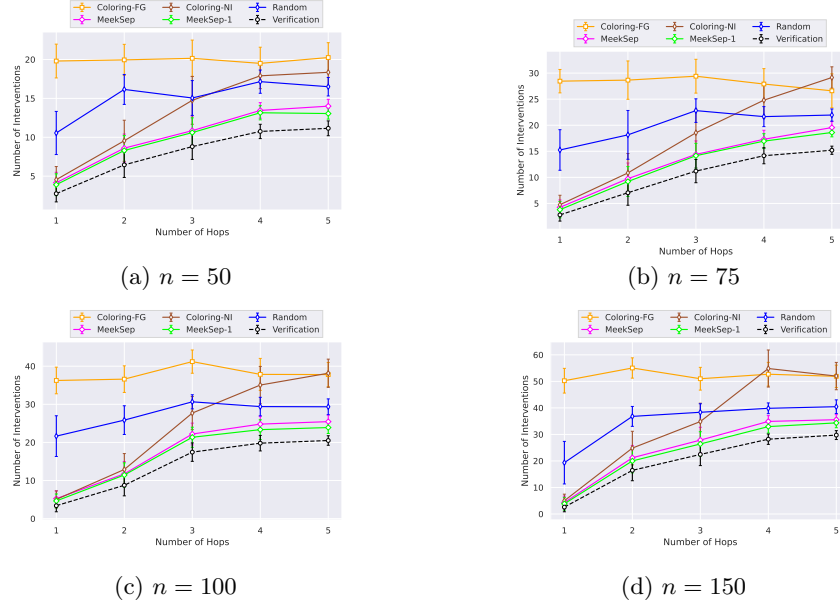 Coloring-FG Coloring-NI Random
MeekSep MeekSep-1 Verification
Number of Interventions
20
15
10
5
1 2 3 4 5
Number of Hops
(a) n = 50
Coloring-FG Coloring-NI Random
MeekSep MeekSep-1 Verification
Number of Interventions
30
25
20
15
10
5
1 2 3 4 5
Number of Hops
(b) n = 75
Coloring-FG Coloring-NI Random
MeekSep MeekSep-1 Verification
Number of Interventions
40
30
20
10
0
1 2 3 4 5
Number of Hops
(c) n = 100
Coloring-FG Coloring-NI Random
MeekSep MeekSep-1 Verification
Number of Interventions
60
50
40
30
20
10
0
1 2 3 4 5
Number of Hops
(d) n = 150